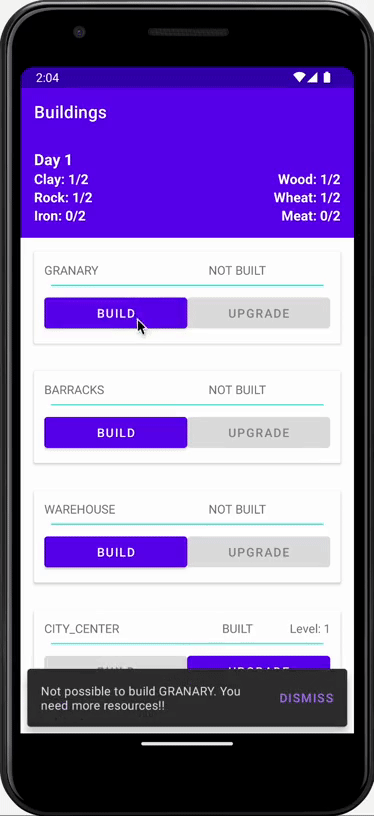 2:04
Buildings
Day 1
Clay: 1/2 Wood: 1/2
Rock: 1/2 Wheat: 1/2
Iron: 0/2 Meat: 0/2
GRANARY NOT BUILT
BUILD UPGRADE
BARRACKS NOT BUILT
BUILD UPGRADE
WAREHOUSE NOT BUILT
BUILD UPGRADE
CITY_CENTER BUILT Level: 1
BUILD UPGRADE
Not possible to build GRANARY. You
need more resources!! DISMISS